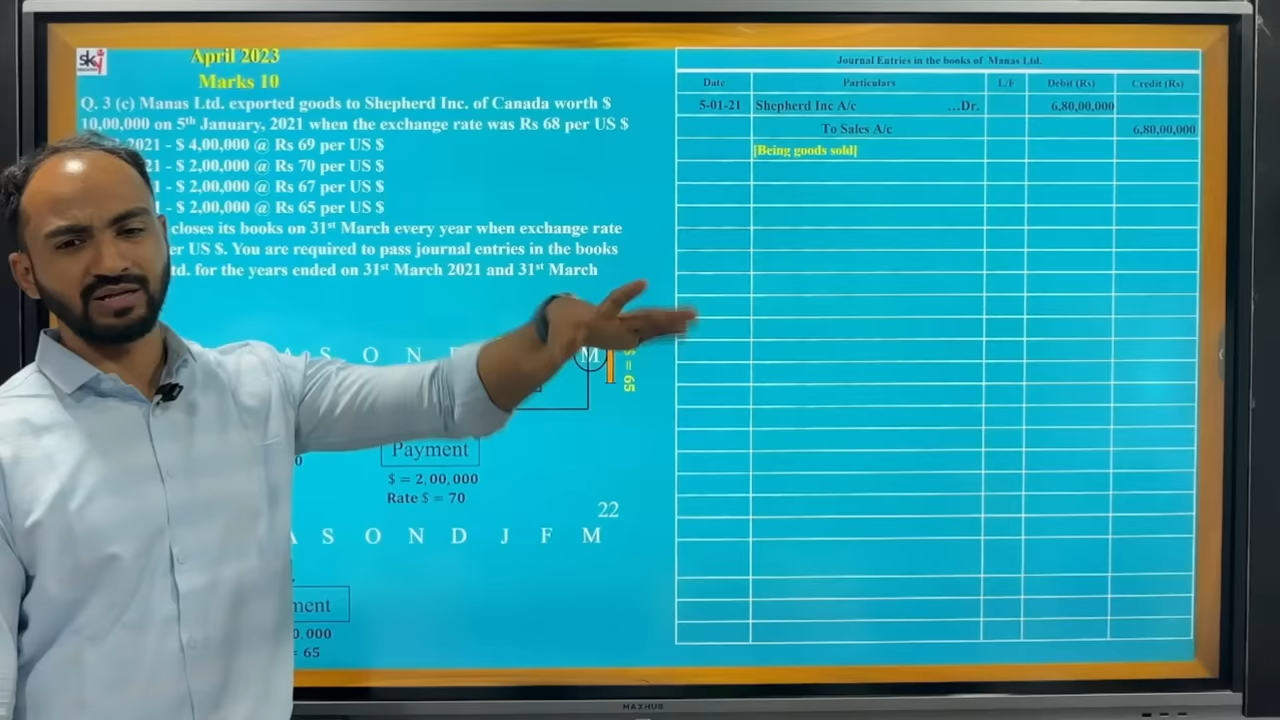 sky
April 2023
Marks 10
Q. 3 (c) Manas Ltd. exported goods to Shepherd Inc. of Canada worth $
10,00,000 on 5th January, 2021 when the exchange rate was Rs 68 per US $
2021 - $ 4,00,000 @ Rs 69 per US $
21 - $ 2,00,000 @ Rs 70 per US $
1 - $ 2,00,000 @ Rs 67 per US $
1 - $ 2,00,000 @ Rs 65 per US $
closes its books on 31st March every year when exchange rate
er US $. You are required to pass journal entries in the books
td. for the years ended on 31st March 2021 and 31st March
A S O N D M
$ = 65
0
Payment
$ = 2,00,000
Rate $ = 70
22
A S O N D J F M
ment
0,000
= 65
Journal Entries in the books of Manas Ltd.
Date Particulars L/F Debit (Rs) Credit (Rs)
5-01-21 Shepherd Inc A/c ...Dr. 6,80,00,000
To Sales A/c 6,80,00,000
[Being goods sold]
MAXHUB